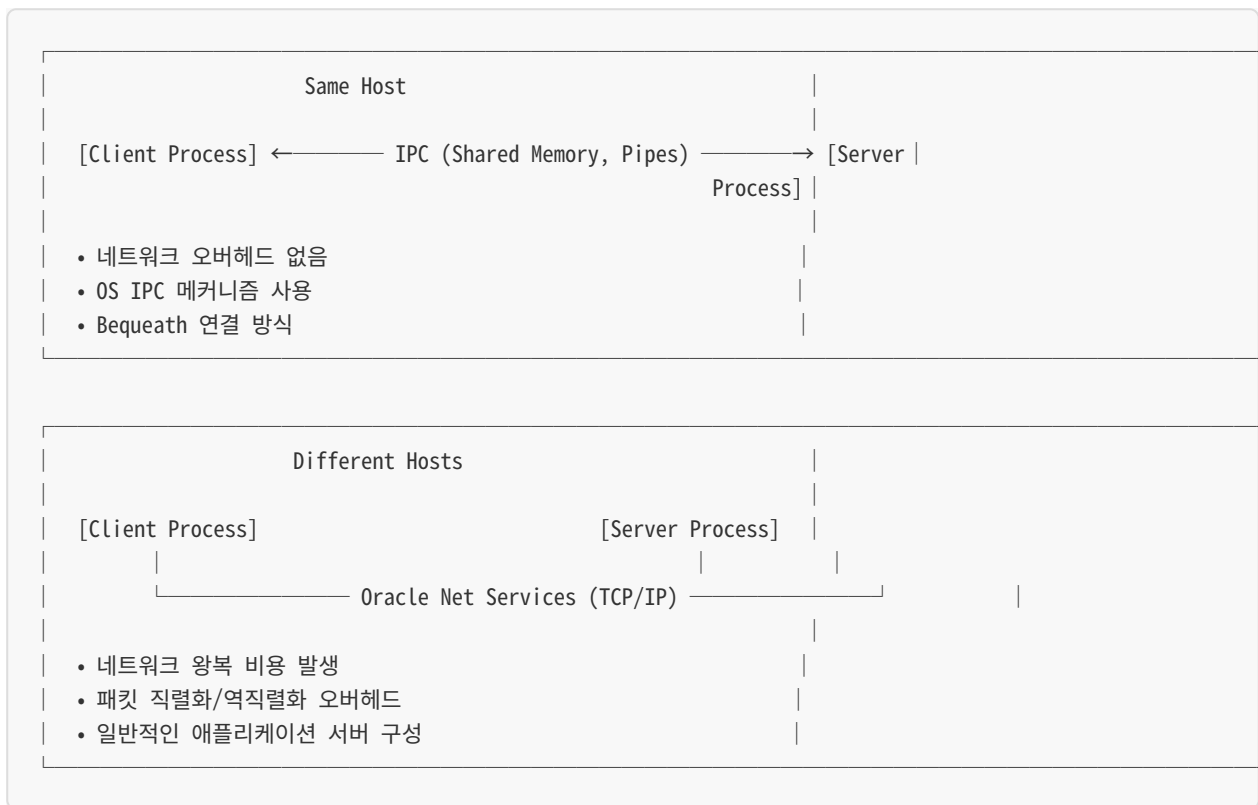 Same Host
[Client Process] ←──────── IPC (Shared Memory, Pipes) ────────→ [Server
Process]
• 네트워크 오버헤드 없음
• OS IPC 메커니즘 사용
• Bequeath 연결 방식
Different Hosts
[Client Process] [Server Process]
Oracle Net Services (TCP/IP)
• 네트워크 왕복 비용 발생
• 패킷 직렬화/역직렬화 오버헤드
• 일반적인 애플리케이션 서버 구성